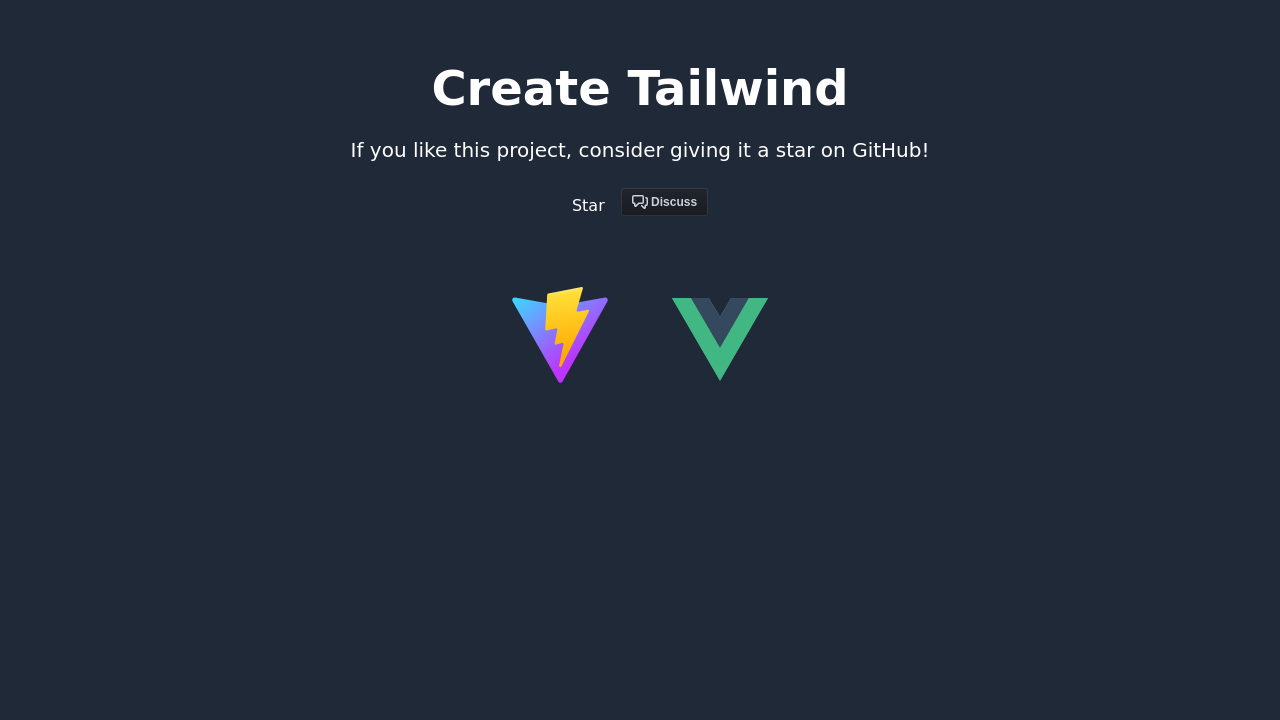 Create Tailwind
If you like this project, consider giving it a star on GitHub!
Star
Discuss